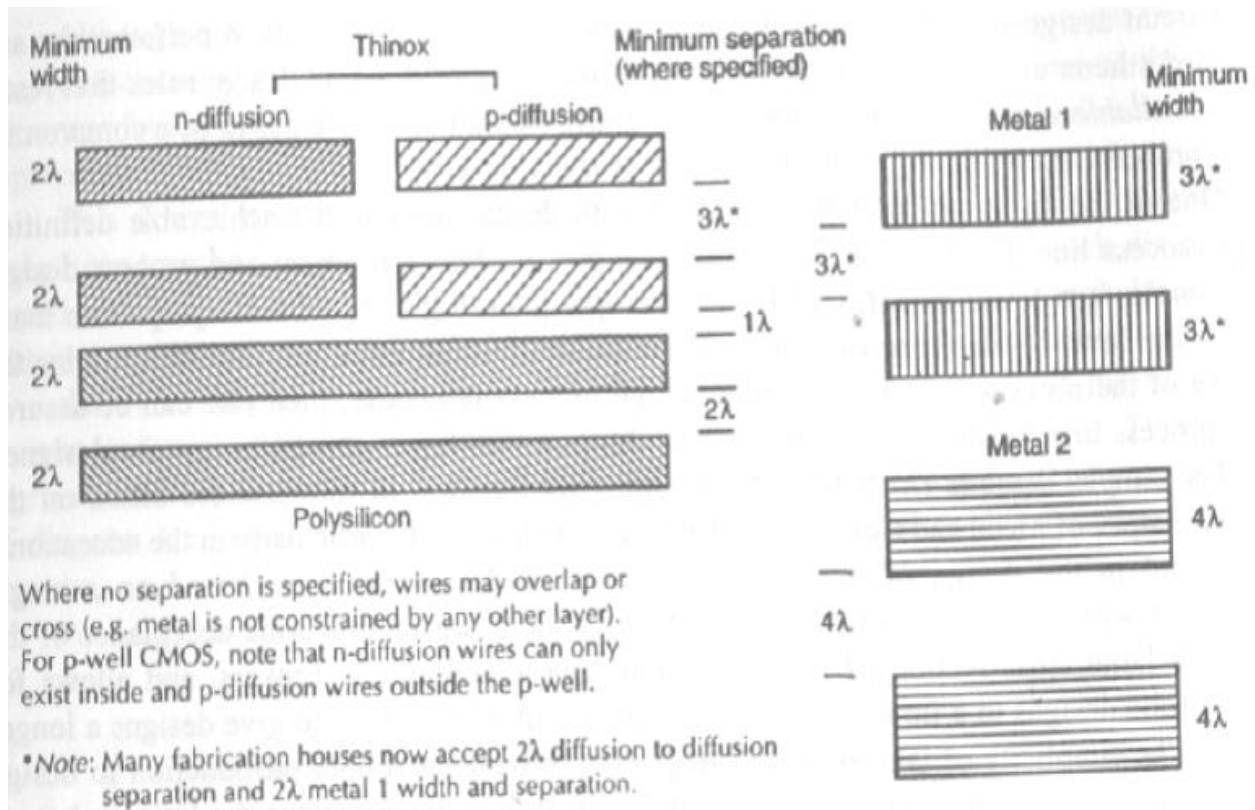 Minimum
width
Thinox
Minimum separation
(where specified)
Minimum
width
n-diffusion
p-diffusion
Metal 1
2λ
3λ*
3λ*
3λ*
2λ
1λ
3λ*
2λ
2λ
Metal 2
2λ
Polysilicon
4λ
4λ
4λ
Where no separation is specified, wires may overlap or
cross (e.g. metal is not constrained by any other layer).
For p-well CMOS, note that n-diffusion wires can only
exist inside and p-diffusion wires outside the p-well.
*Note: Many fabrication houses now accept 2λ diffusion to diffusion
separation and 2λ metal 1 width and separation.